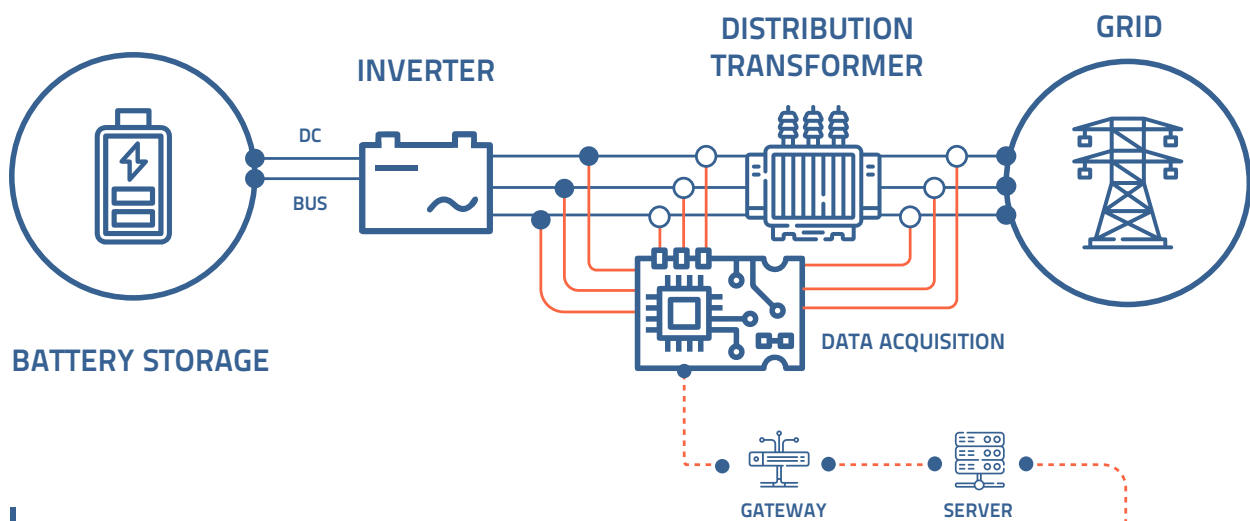 DISTRIBUTION
TRANSFORMER
GRID
INVERTER
DC
BUS
BATTERY STORAGE
DATA ACQUISITION
GATEWAY
SERVER